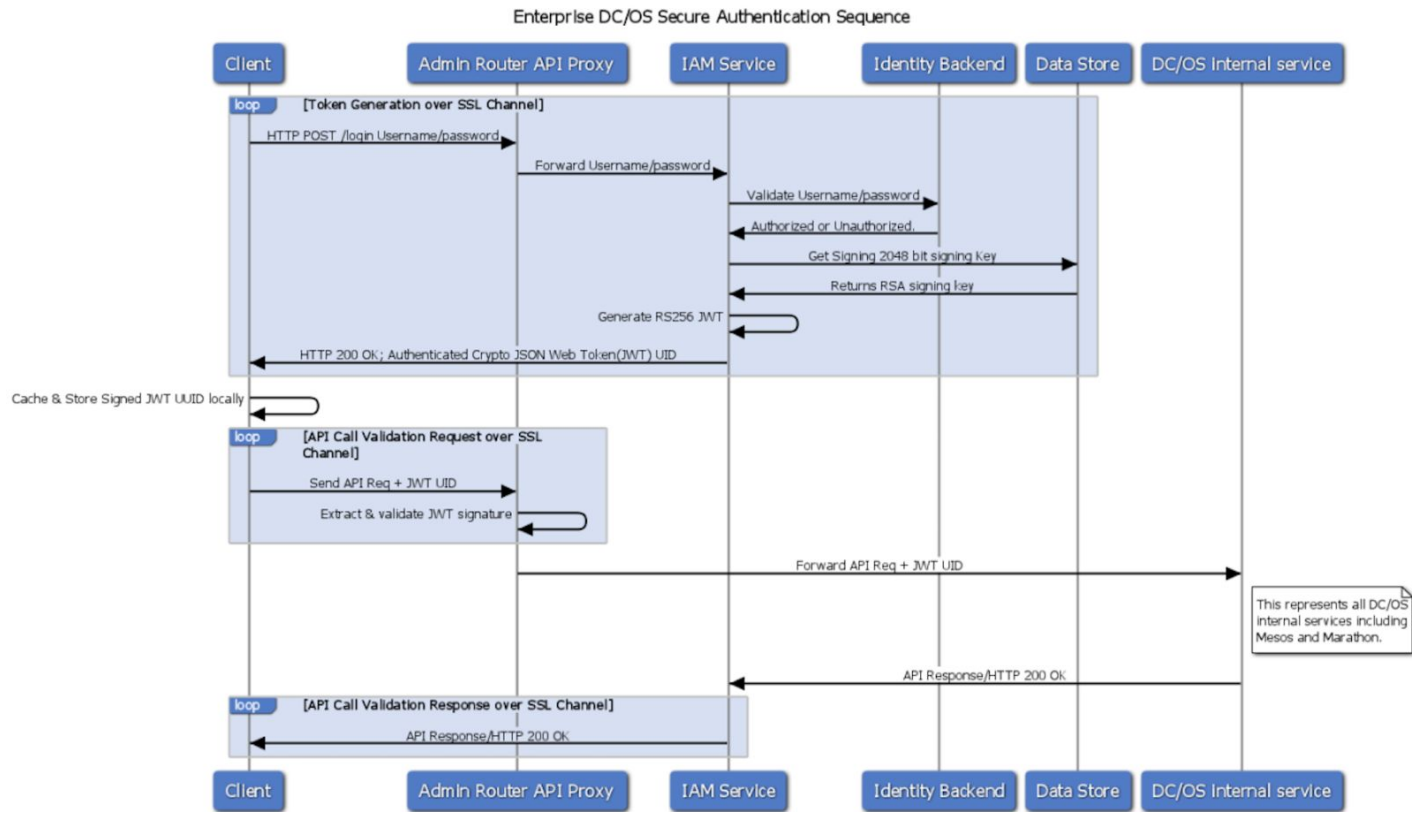 Enterprise DC/OS Secure Authentication Sequence
Client
Admin Router API Proxy
IAM Service
Identity Backend
Data Store
DC/OS Internal service
loop
[Token Generation over SSL Channel]
HTTP POST /login Username/password
Forward Username/password
Validate Username/password
Authorized or Unauthorized.
Get Signing 2048 bit signing Key
Returns RSA signing key
Generate RS256 JWT
HTTP 200 OK; Authenticated Crypto JSON Web Token(JWT) UID
Cache & Store Signed JWT UUID locally
loop
[API Call Validation Request over SSL
Channel]
Send API Req + JWT UID
Extract & validate JWT signature
Forward API Req + JWT UID
This represents all DC/OS
internal services including
Mesos and Marathon.
API Response/HTTP 200 OK
loop
[API Call Validation Response over SSL Channel]
API Response/HTTP 200 OK
Client
Admin Router API Proxy
IAM Service
Identity Backend
Data Store
DC/OS Internal service